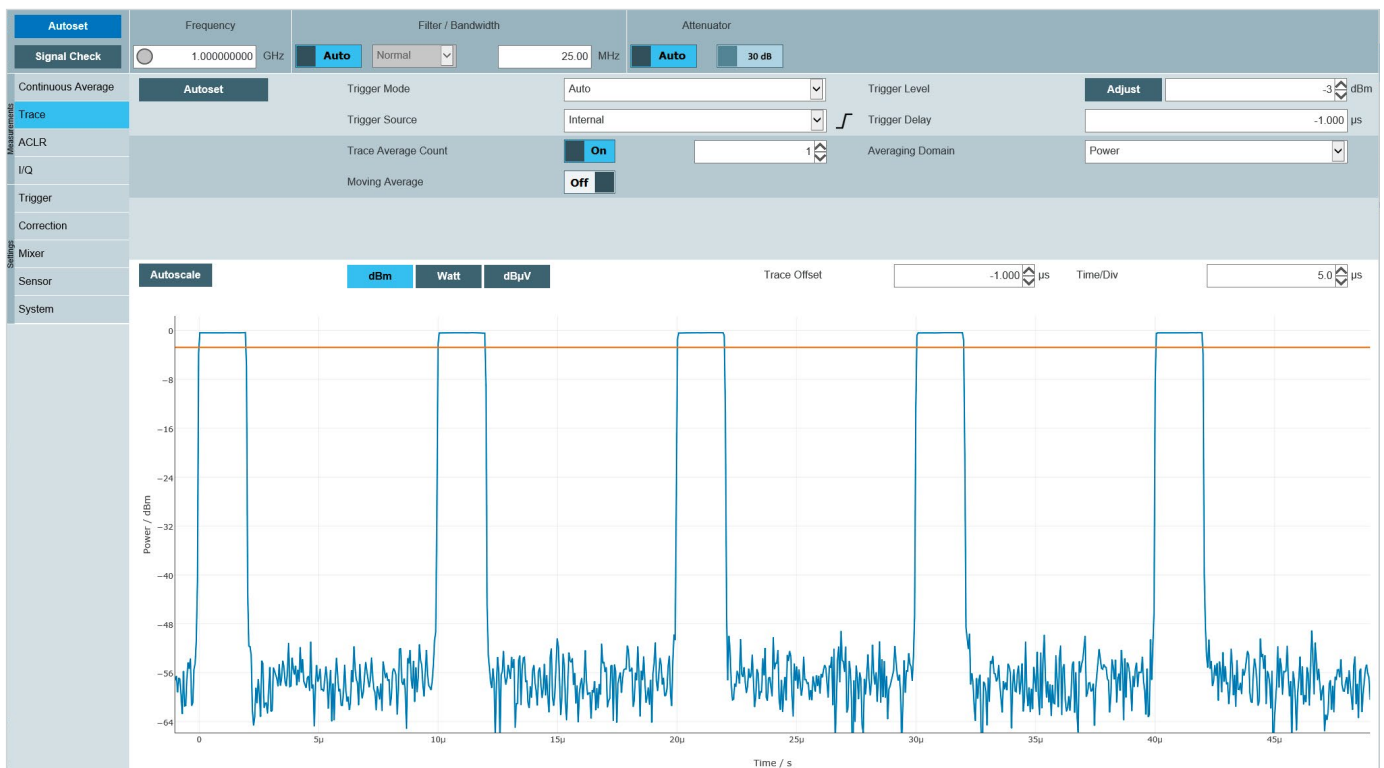 Autoset Frequency Filter / Bandwidth Attenuator
Signal Check 1.000000000 GHz Auto Normal 25.00 MHz Auto 30 dB
Measurements
Continuous Average
Trace
ACLR
I/Q
Settings
Trigger
Correction
Mixer
Sensor
System
Autoset Trigger Mode Auto Trigger Level Adjust -3 dBm
Trigger Source Internal Trigger Delay -1.000 µs
Trace Average Count On 1 Averaging Domain Power
Moving Average Off
Autoscale dBm Watt dBµV Trace Offset -1.000 µs Time/Div 5.0 µs
Power / dBm
0
−8
−16
−24
−32
−40
−48
−56
−64
0 5µ 10µ 15µ 20µ 25µ 30µ 35µ 40µ 45µ
Time / s